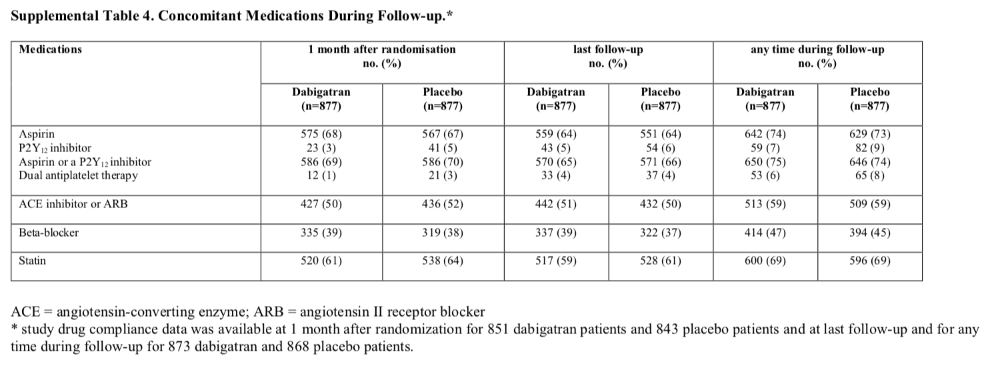 Supplemental Table 4. Concomitant Medications During Follow-up.*
Medications 1 month after randomisation last follow-up any time during follow-up
no. (%) no. (%) no. (%)
Dabigatran Placebo Dabigatran Placebo Dabigatran Placebo
(n=877) (n=877) (n=877) (n=877) (n=877) (n=877)
Aspirin 575 (68) 567 (67) 559 (64) 551 (64) 642 (74) 629 (73)
P2Y12 inhibitor 23 (3) 41 (5) 43 (5) 54 (6) 59 (7) 82 (9)
Aspirin or a P2Y12 inhibitor 586 (69) 586 (70) 570 (65) 571 (66) 650 (75) 646 (74)
Dual antiplatelet therapy 12 (1) 21 (3) 33 (4) 37 (4) 53 (6) 65 (8)
ACE inhibitor or ARB 427 (50) 436 (52) 442 (51) 432 (50) 513 (59) 509 (59)
Beta-blocker 335 (39) 319 (38) 337 (39) 322 (37) 414 (47) 394 (45)
Statin 520 (61) 538 (64) 517 (59) 528 (61) 600 (69) 596 (69)
ACE = angiotensin-converting enzyme; ARB = angiotensin II receptor blocker
* study drug compliance data was available at 1 month after randomization for 851 dabigatran patients and 843 placebo patients and at last follow-up and for any
time during follow-up for 873 dabigatran and 868 placebo patients.